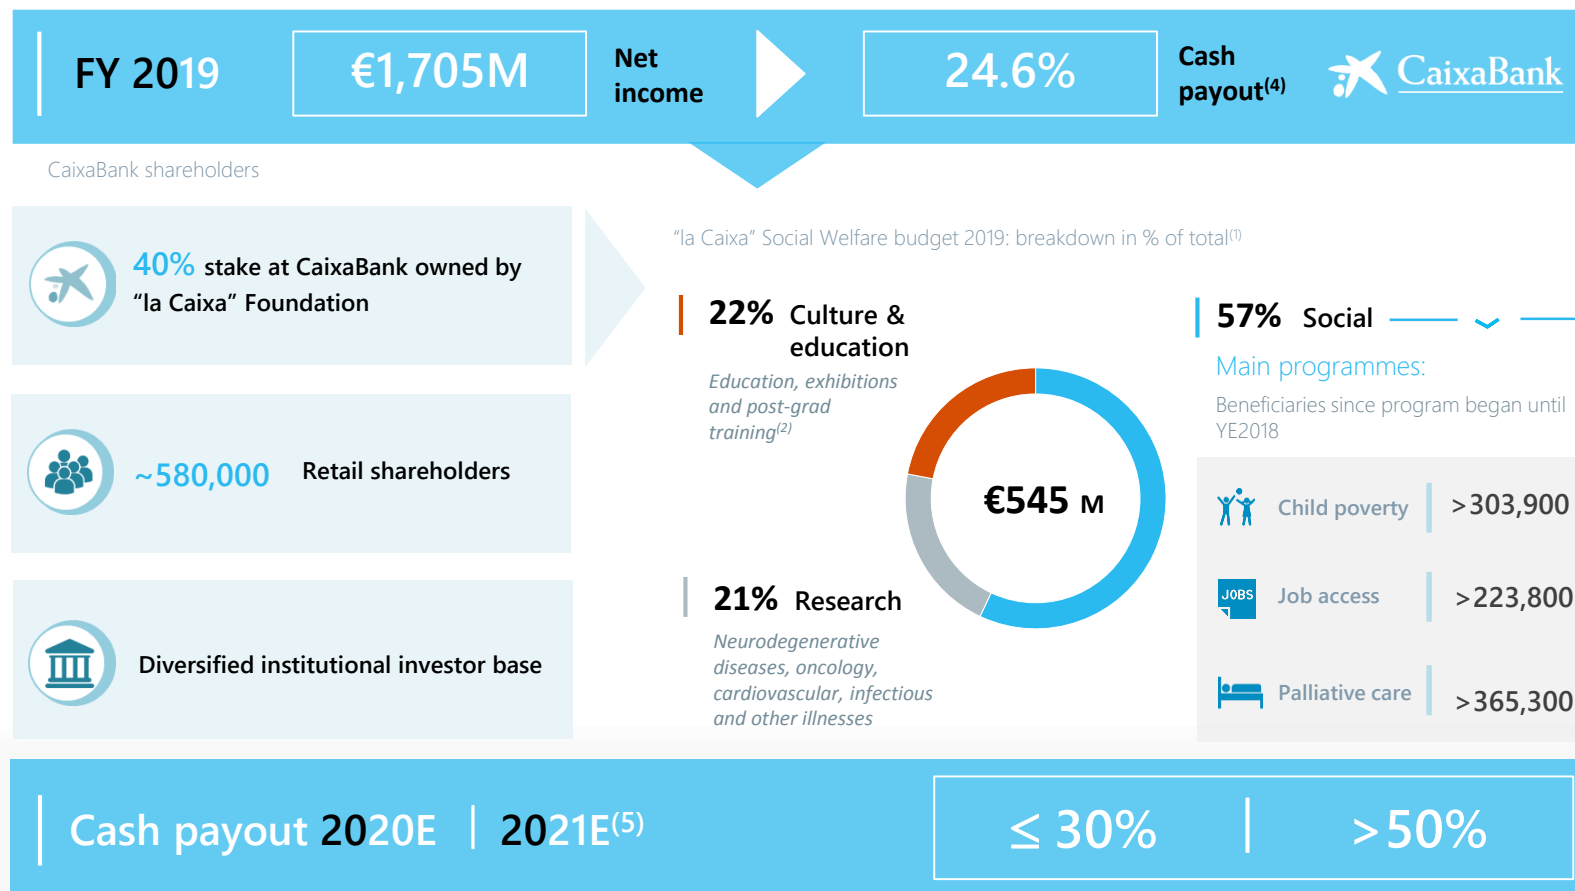 FY 2019
€1,705M
Net
income
24.6%
Cash
payout(4)
CaixaBank
CaixaBank shareholders
40% stake at CaixaBank owned by
“la Caixa” Foundation
~580,000 Retail shareholders
Diversified institutional investor base
“la Caixa” Social Welfare budget 2019: breakdown in % of total(1)
22% Culture &
education
Education, exhibitions
and post-grad
training(2)
€545 M
21% Research
Neurodegenerative
diseases, oncology,
cardiovascular, infectious
and other illnesses
57% Social
Main programmes:
Beneficiaries since program began until
YE2018
Child poverty >303,900
JOBS Job access >223,800
Palliative care >365,300
Cash payout 2020E | 2021E(5)
≤ 30% | >50%